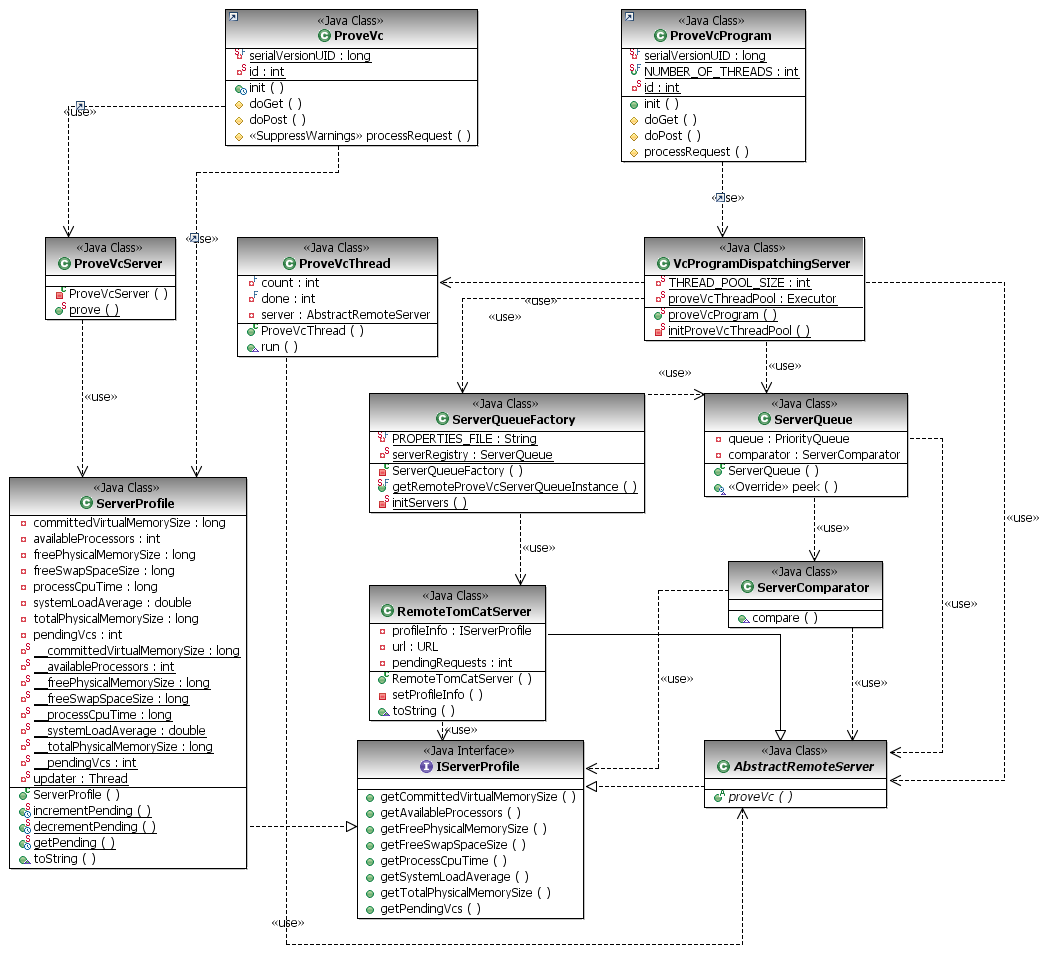 «Java Class»
ProveVc
serialVersionUID : long
id : int
init ( )
doGet ( )
doPost ( )
«SuppressWarnings» processRequest ( )
«Java Class»
ProveVcProgram
serialVersionUID : long
NUMBER_OF_THREADS : int
id : int
init ( )
doGet ( )
doPost ( )
processRequest ( )
«use»
«use»
«use»
«Java Class»
ProveVcServer
ProveVcServer ( )
prove ( )
«Java Class»
ProveVcThread
count : int
done : int
server : AbstractRemoteServer
ProveVcThread ( )
run ( )
«Java Class»
VcProgramDispatchingServer
THREAD_POOL_SIZE : int
proveVcThreadPool : Executor
proveVcProgram ( )
initProveVcThreadPool ( )
«use»
«use»
«use»
«use»
«use»
«Java Class»
ServerQueueFactory
PROPERTIES_FILE : String
serverRegistry : ServerQueue
ServerQueueFactory ( )
getRemoteProveVcServerQueueInstance ( )
initServers ( )
«Java Class»
ServerQueue
queue : PriorityQueue
comparator : ServerComparator
ServerQueue ( )
«Override» peek ( )
«use»
«use»
«use»
«Java Class»
ServerProfile
committedVirtualMemorySize : long
availableProcessors : int
freePhysicalMemorySize : long
freeSwapSpaceSize : long
processCpuTime : long
systemLoadAverage : double
totalPhysicalMemorySize : long
pendingVcs : int
__committedVirtualMemorySize : long
__availableProcessors : int
__freePhysicalMemorySize : long
__freeSwapSpaceSize : long
__processCpuTime : long
__systemLoadAverage : double
__totalPhysicalMemorySize : long
__pendingVcs : int
updater : Thread
ServerProfile ( )
incrementPending ( )
decrementPending ( )
getPending ( )
toString ( )
«Java Class»
RemoteTomCatServer
profileInfo : IServerProfile
url : URL
pendingRequests : int
RemoteTomCatServer ( )
setProfileInfo ( )
toString ( )
«Java Class»
ServerComparator
compare ( )
«use»
«use»
«use»
«use»
«Java Interface»
IServerProfile
getCommittedVirtualMemorySize ( )
getAvailableProcessors ( )
getFreePhysicalMemorySize ( )
getFreeSwapSpaceSize ( )
getProcessCpuTime ( )
getSystemLoadAverage ( )
getTotalPhysicalMemorySize ( )
getPendingVcs ( )
«Java Class»
AbstractRemoteServer
proveVc ( )
«use»